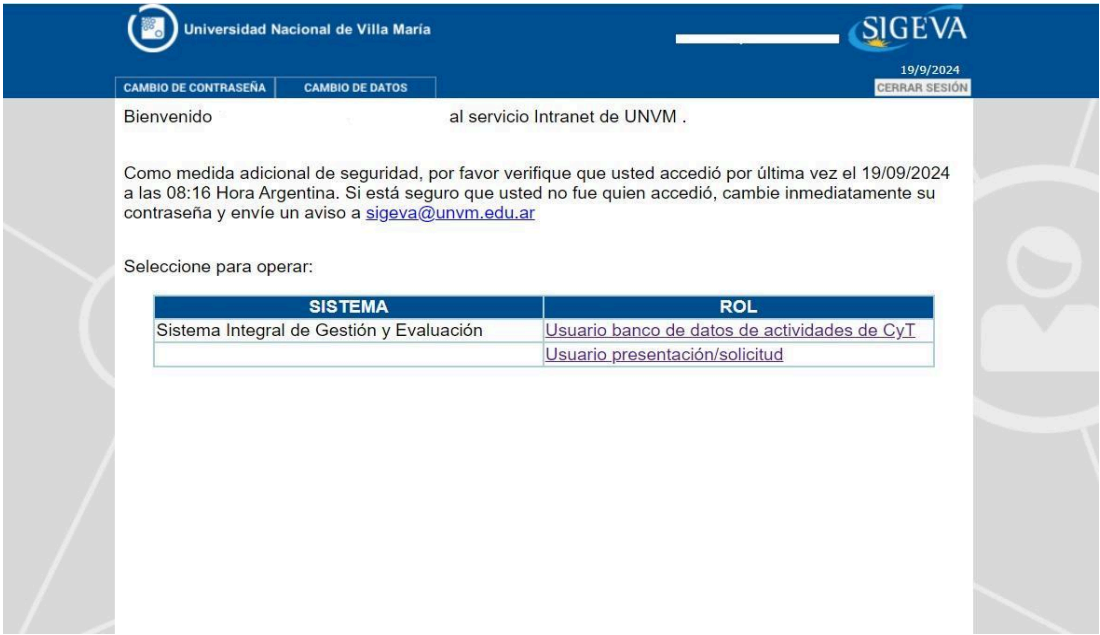 Universidad Nacional de Villa María
SIGEVA
19/9/2024
CAMBIO DE CONTRASEÑA CAMBIO DE DATOS CERRAR SESIÓN
Bienvenido al servicio Intranet de UNVM .
Como medida adicional de seguridad, por favor verifique que usted accedió por última vez el 19/09/2024
a las 08:16 Hora Argentina. Si está seguro que usted no fue quien accedió, cambie inmediatamente su
contraseña y envíe un aviso a sigeva@unvm.edu.ar
Seleccione para operar:
SISTEMA ROL
Sistema Integral de Gestión y Evaluación Usuario banco de datos de actividades de CyT
Usuario presentación/solicitud